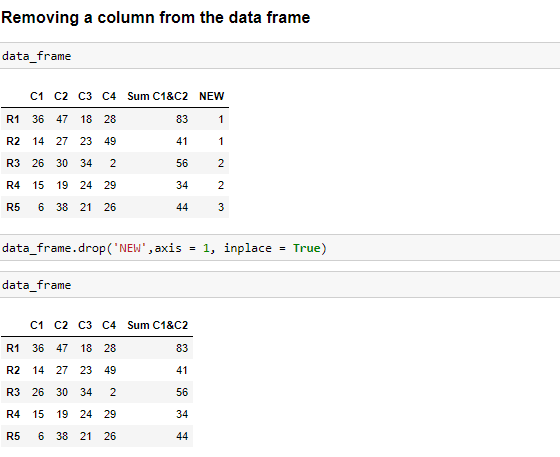 Removing a column from the data frame
data_frame
C1 C2 C3 C4 Sum C1&C2 NEW
R1 36 47 18 28 83 1
R2 14 27 23 49 41 1
R3 26 30 34 2 56 2
R4 15 19 24 29 34 2
R5 6 38 21 26 44 3
data_frame.drop('NEW',axis = 1, inplace = True)
data_frame
C1 C2 C3 C4 Sum C1&C2
R1 36 47 18 28 83
R2 14 27 23 49 41
R3 26 30 34 2 56
R4 15 19 24 29 34
R5 6 38 21 26 44